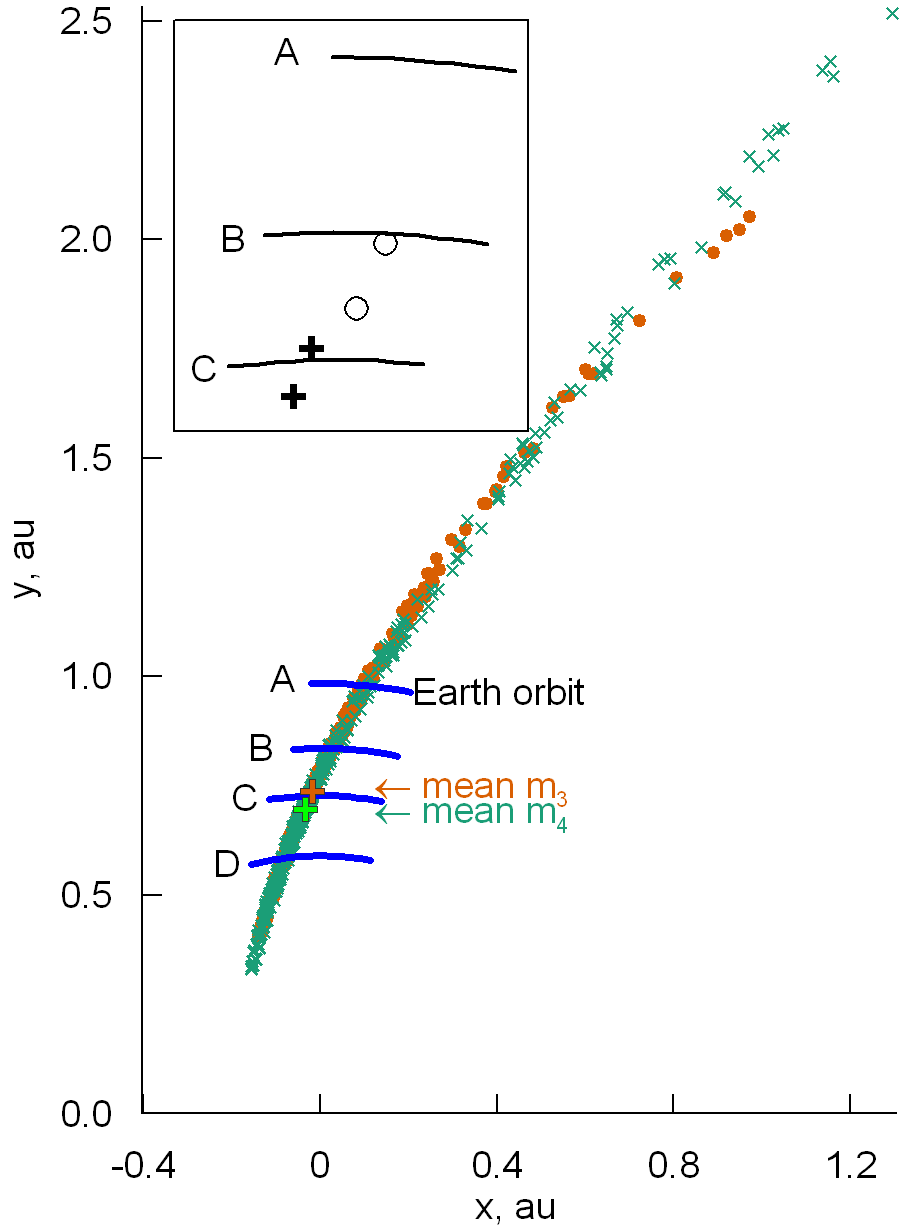 2.5
A
2.0
B
C
1.5
y, au
1.0
A
Earth orbit
B
C
mean m3
mean m4
D
0.5
0.0
-0.4
0
0.4
0.8
1.2
x, au